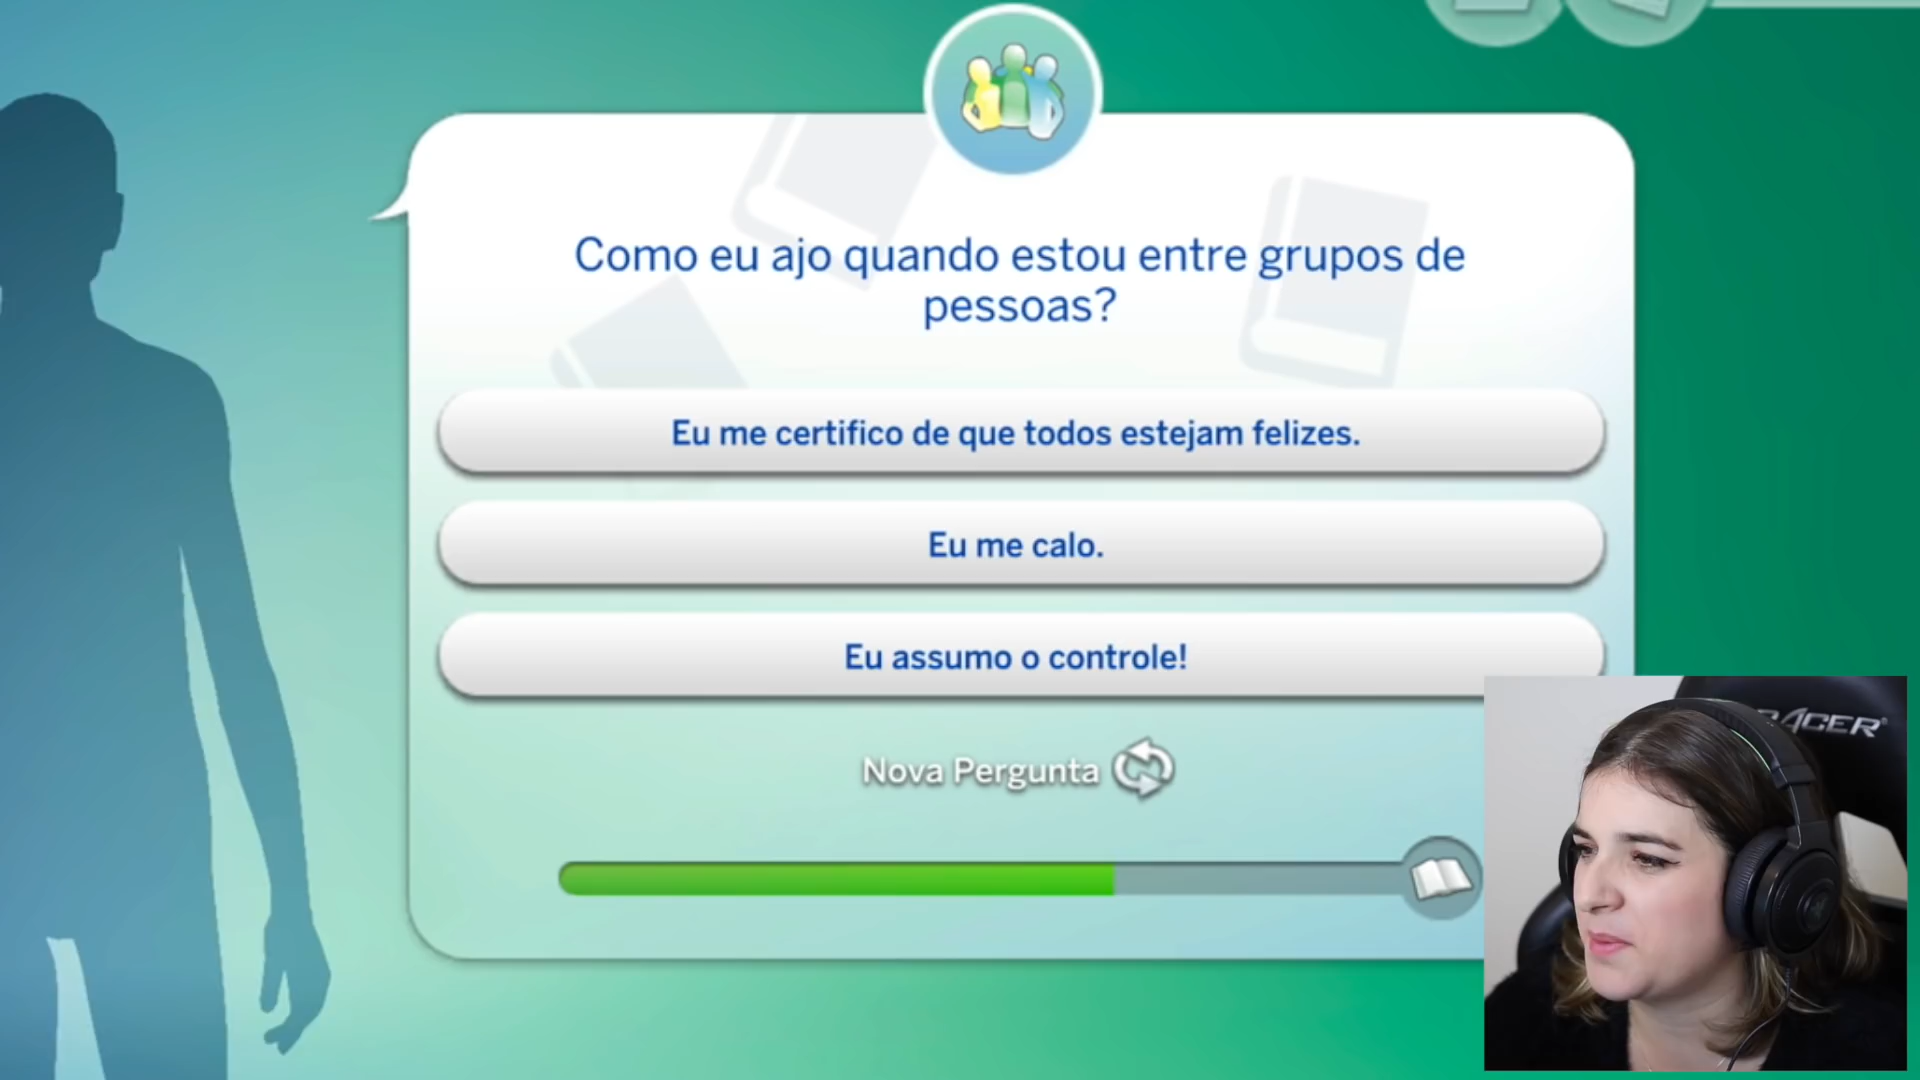 Como eu ajo quando estou entre grupos de
pessoas?
Eu me certifico de que todos estejam felizes.
Eu me calo.
Eu assumo o controle!
Nova Pergunta
RACER